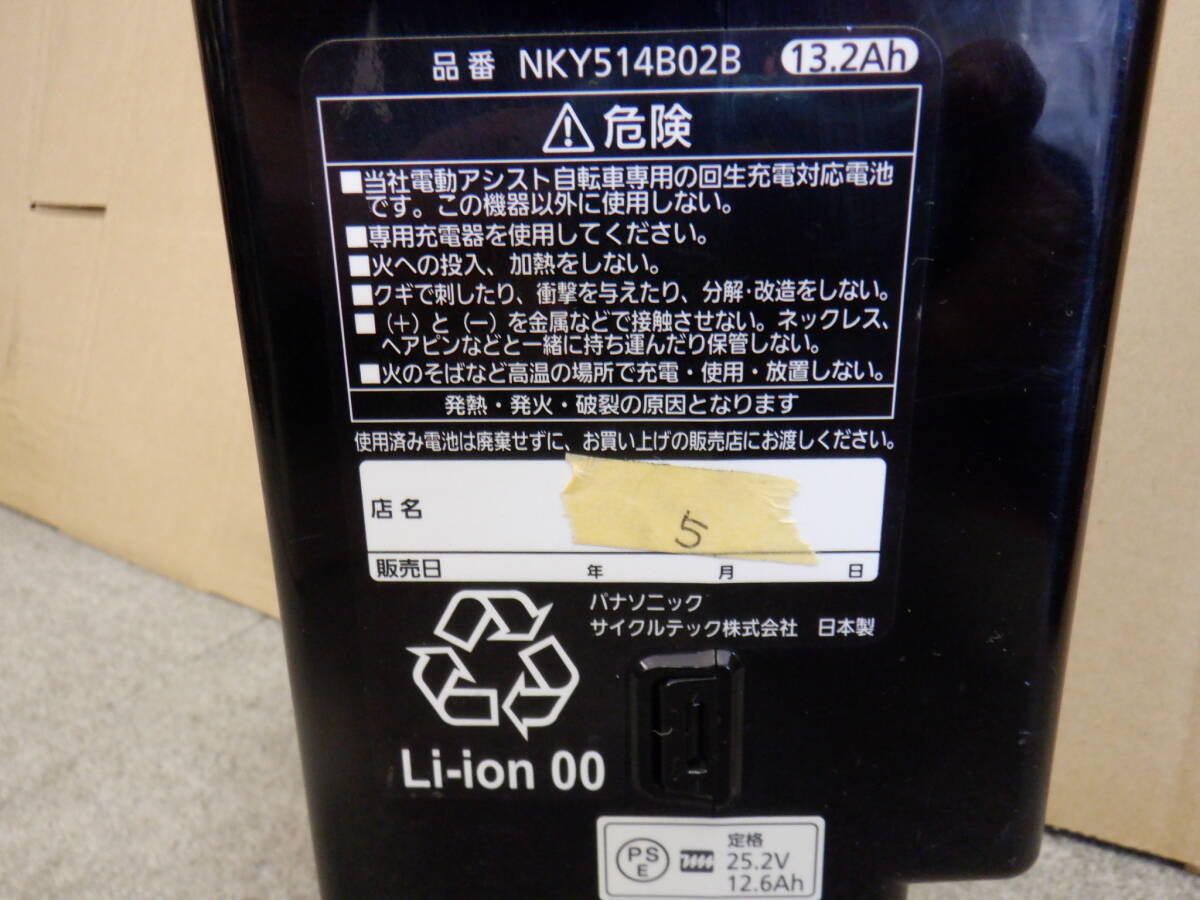 品番 NKY514B02B 13.2Ah
危険
■当社電動アシスト自転車専用の回生充電対応電池
です。この機器以外に使用しない。
■専用充電器を使用してください。
■火への投入、加熱をしない。
■クギで刺したり、衝撃を与えたり、分解・改造をしない。
■(+)と(−)を金属などで接触させない。ネックレス、
ヘアピンなどと一緒に持ち運んだり保管しない。
■火のそばなど高温の場所で充電・使用・放置しない。
発熱・発火・破裂の原因となります
使用済み電池は廃棄せずに、お買い上げの販売店にお渡しください。
店名
5
販売日 年 月 日
パナソニック
サイクルテック株式会社 日本製
Li-ion 00
PS
E
定格
25.2V
12.6Ah